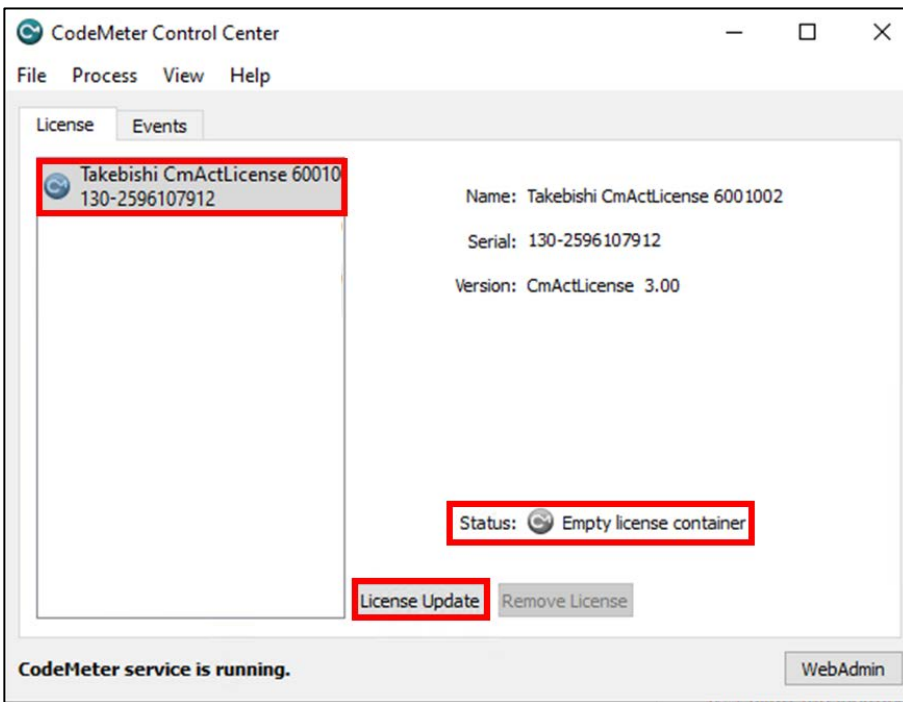 CodeMeter Control Center
File Process View Help
License Events
Takebishi CmActLicense 60010
130-2596107912
Name: Takebishi CmActLicense 6001002
Serial: 130-2596107912
Version: CmActLicense 3.00
Status: Empty license container
License Update Remove License
CodeMeter service is running. WebAdmin